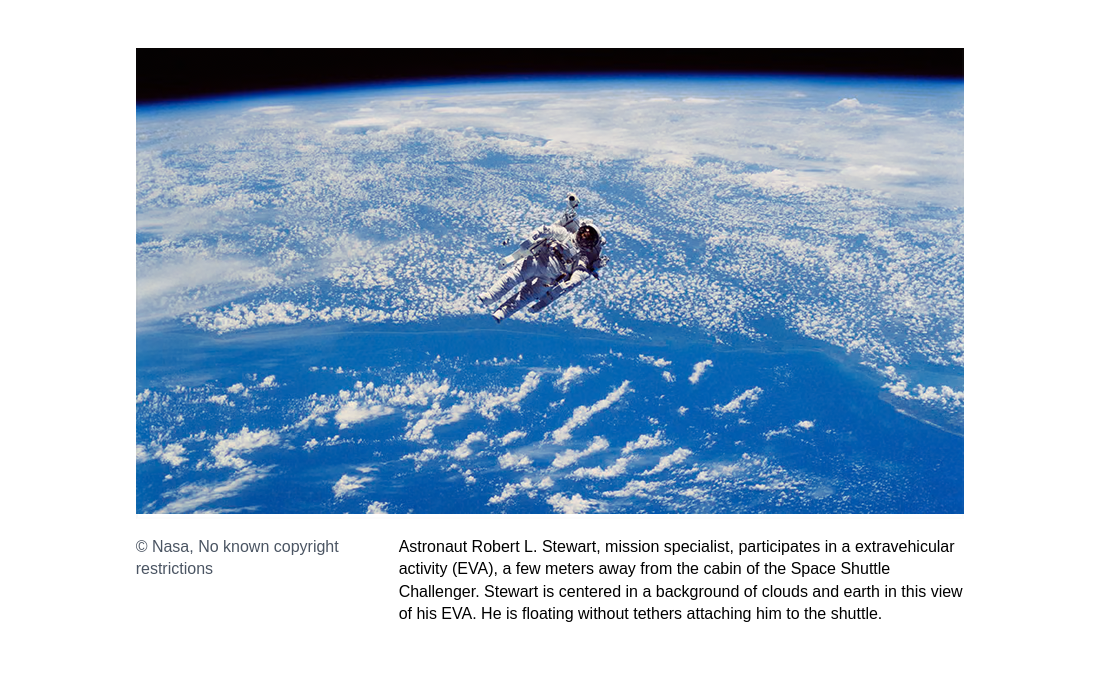 © Nasa, No known copyright
restrictions
Astronaut Robert L. Stewart, mission specialist, participates in a extravehicular
activity (EVA), a few meters away from the cabin of the Space Shuttle
Challenger. Stewart is centered in a background of clouds and earth in this view
of his EVA. He is floating without tethers attaching him to the shuttle.